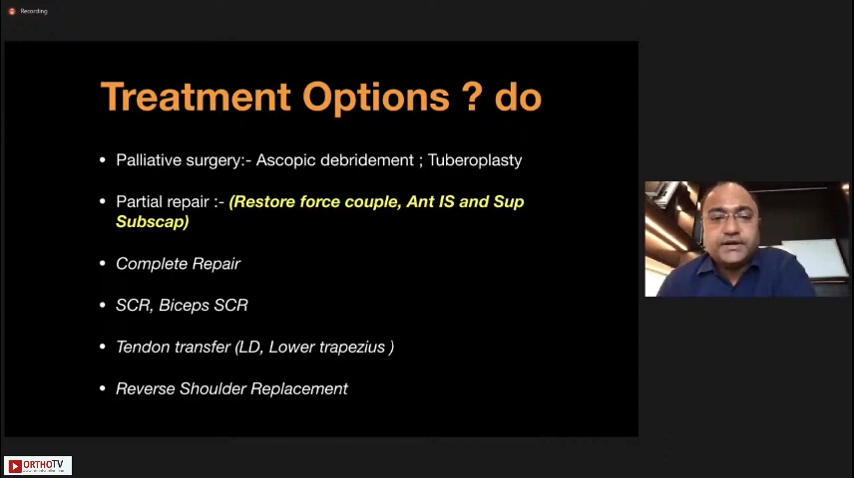 Recording
Treatment Options ? do
• Palliative surgery:- Ascopic debridement ; Tuberoplasty
• Partial repair :- (Restore force couple, Ant IS and Sup
Subscap)
• Complete Repair
• SCR, Biceps SCR
• Tendon transfer (LD, Lower trapezius )
• Reverse Shoulder Replacement
ORTHOTV